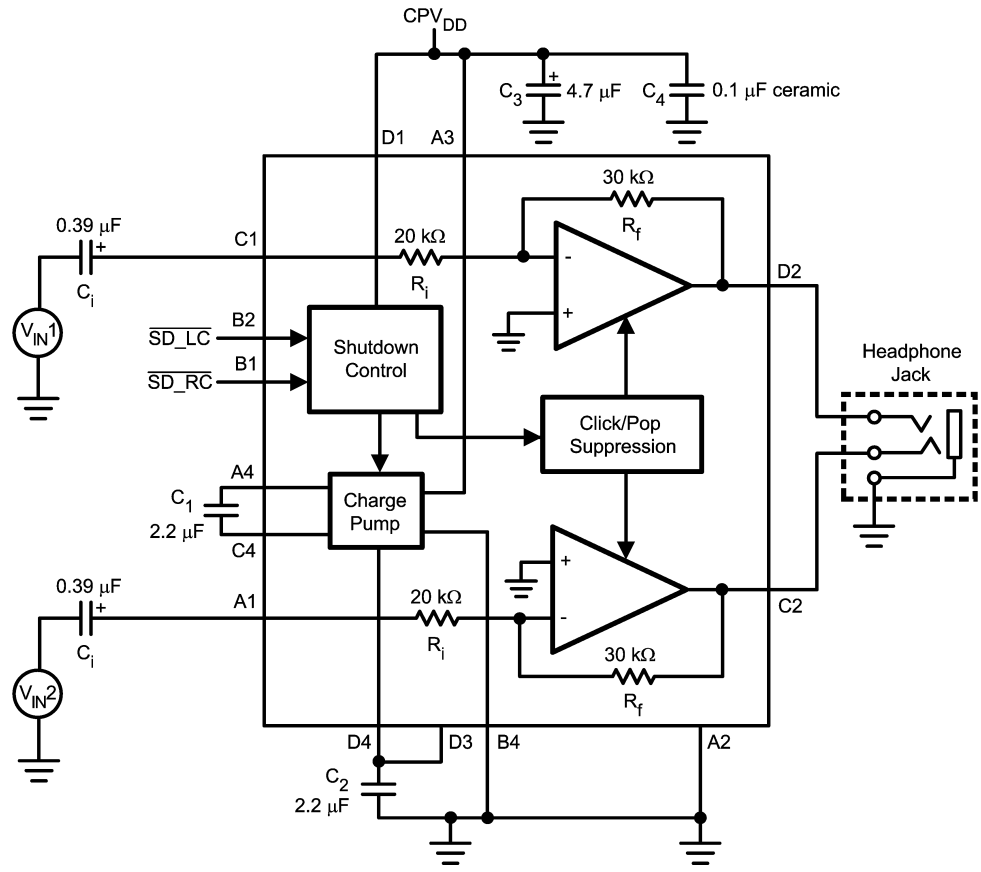 CPVDD
C3
+
4.7 μF
C4
0.1 μF ceramic
D1
A3
30 kΩ
Rf
0.39 μF
+
Ci
C1
20 kΩ
Ri
-
+
D2
VIN1
SD_LC
B2
SD_RC
B1
Shutdown
Control
Headphone
Jack
Click/Pop
Suppression
A4
C1
2.2 μF
C4
Charge
Pump
0.39 μF
+
Ci
A1
20 kΩ
Ri
+
-
C2
30 kΩ
Rf
VIN2
D4
D3
B4
A2
C2
2.2 μF